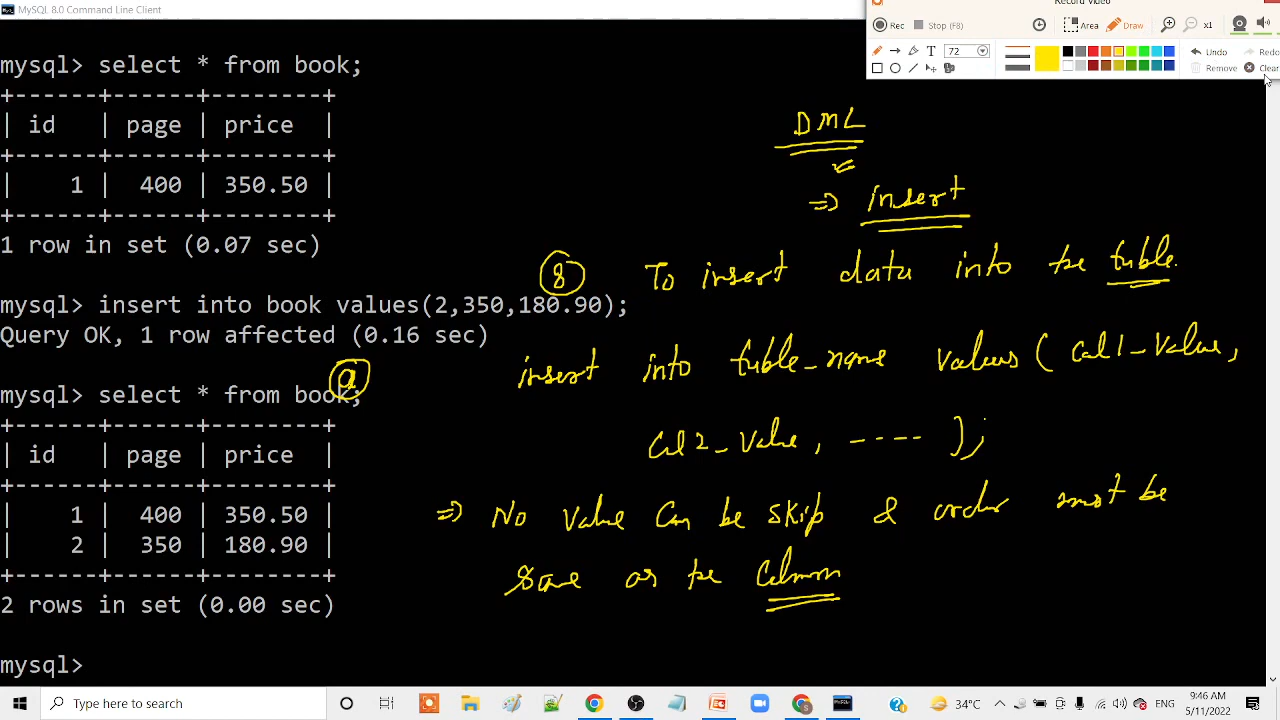 MySQL 8.0 Command Line Client
Record Video
Rec Stop (F8) Area Draw x1
T 72 Undo Redo
Remove Clear
mysql> select * from book;
+------+------+--------+
| id | page | price |
+------+------+--------+
| 1 | 400 | 350.50 |
+------+------+--------+
1 row in set (0.07 sec)
mysql> insert into book values(2,350,180.90);
Query OK, 1 row affected (0.16 sec)
mysql> select * from book;
+------+------+--------+
| id | page | price |
+------+------+--------+
| 1 | 400 | 350.50 |
| 2 | 350 | 180.90 |
+------+------+--------+
2 rows in set (0.00 sec)
mysql>
DML
=> insert
8 To insert data into the table.
a insert into table_name values( Col1_value,
Col2_value, ---- );
=> No value can be skip & order must be
same as the Column
Type here to search
34°C ENG 9:46 AM
5/11/2022